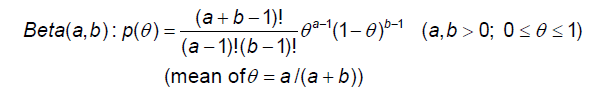 Beta(a,b): p(θ) = (a+b−1)! / (a−1)!(b−1)! θ^{a−1}(1−θ)^{b−1} (a,b > 0; 0 ≤ θ ≤ 1)
(mean of θ = a/(a+b))